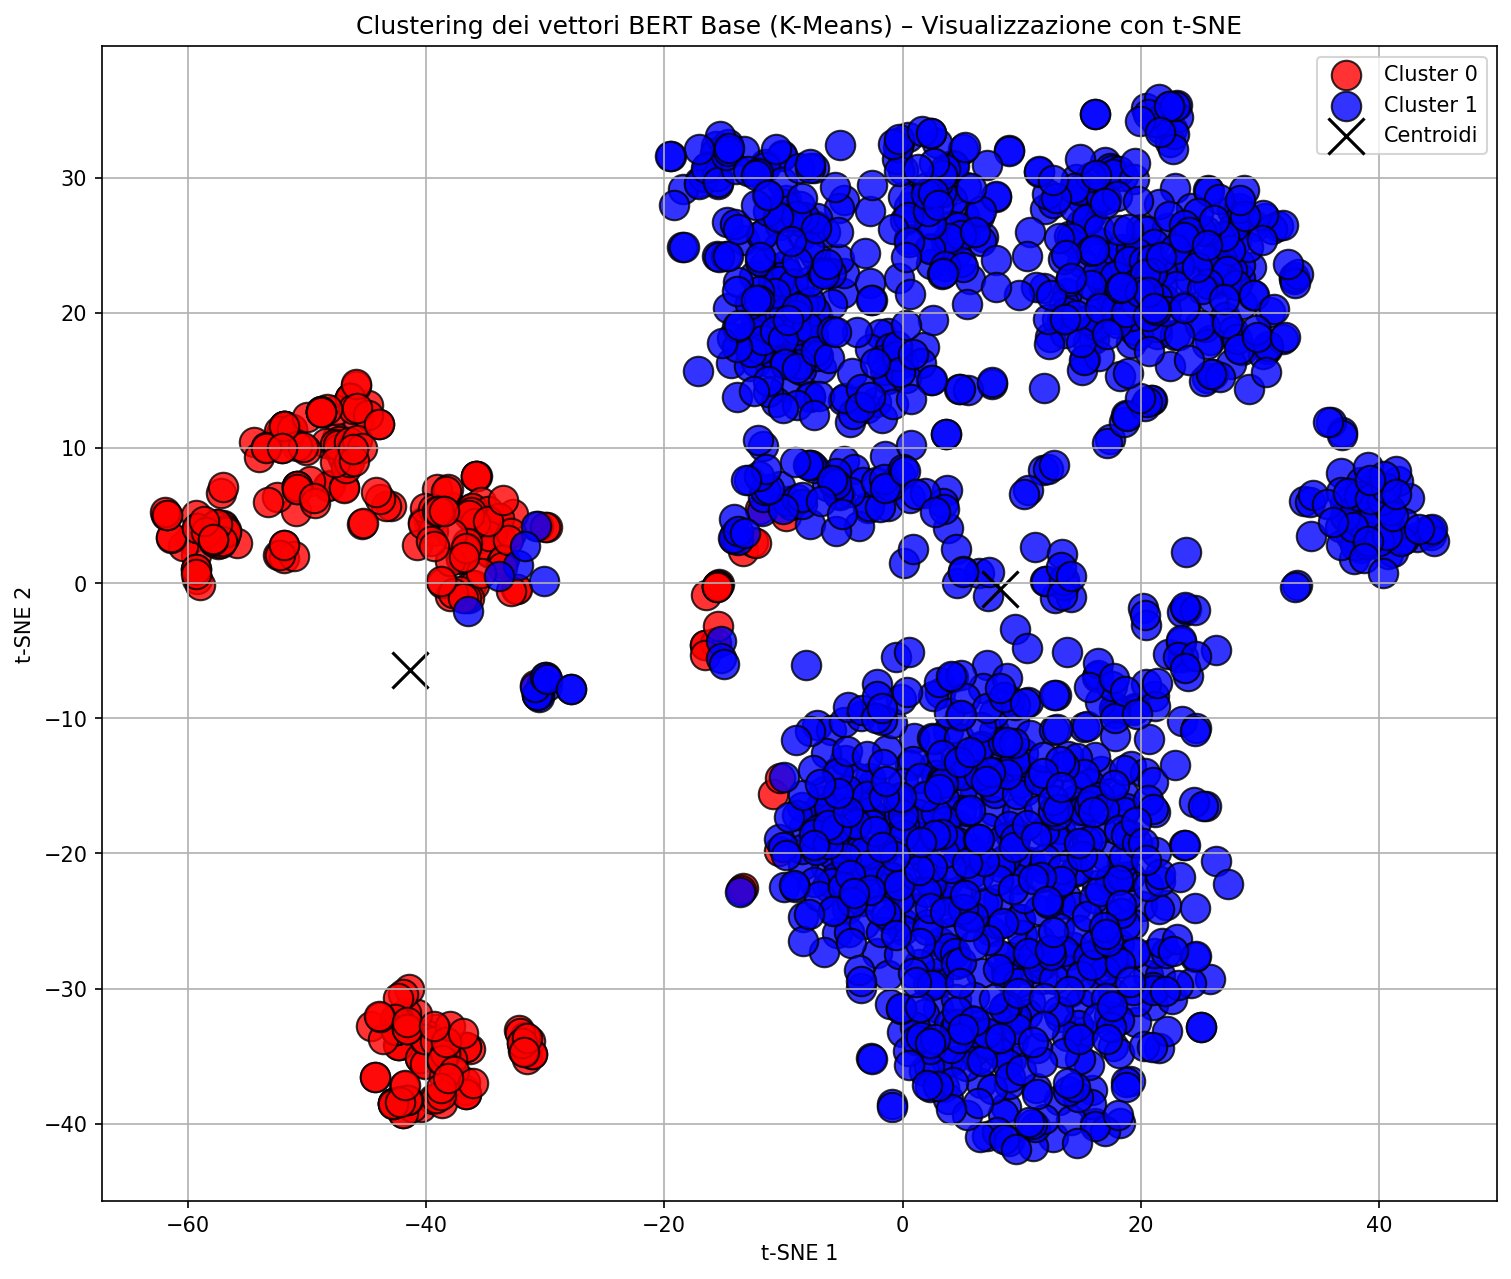 Clustering dei vettori BERT Base (K-Means) – Visualizzazione con t-SNE
Cluster 0
Cluster 1
Centroidi
t-SNE 2
30
20
10
0
−10
−20
−30
−40
−60
−40
−20
0
20
40
t-SNE 1